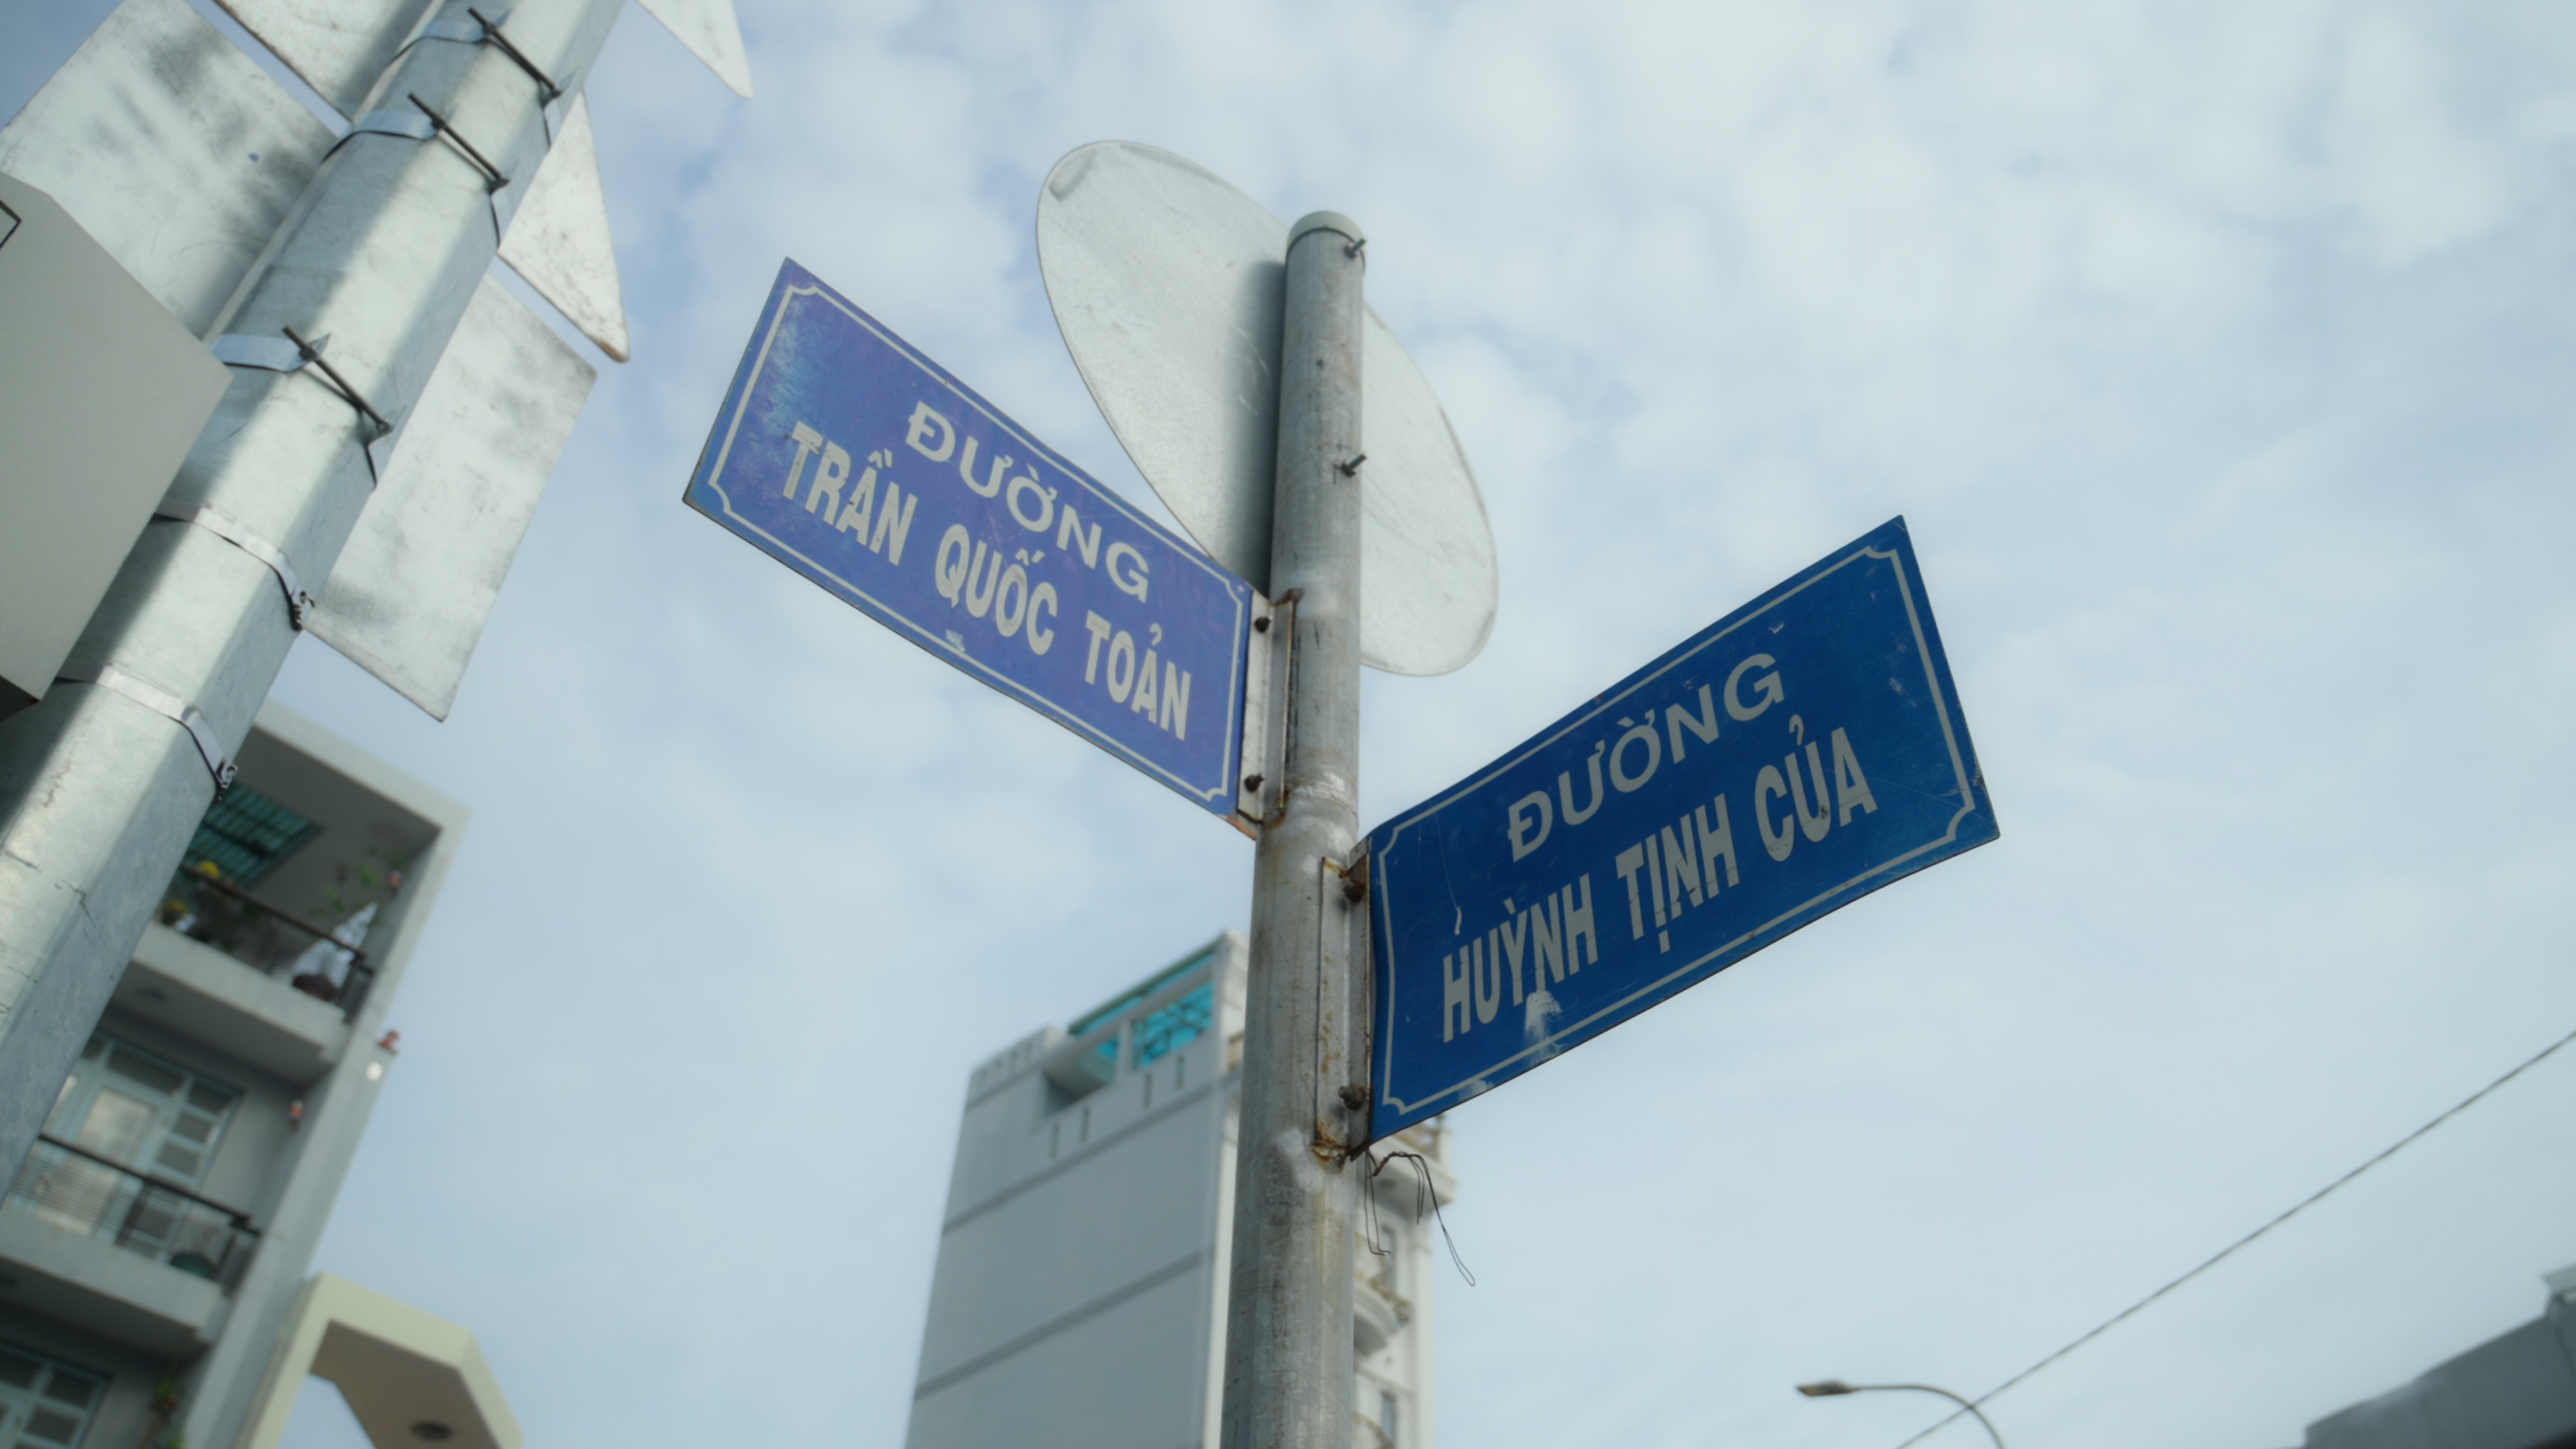 ĐƯỜNG
TRẦN QUỐC TOẢN
ĐƯỜNG
HUỲNH TỊNH CỦA